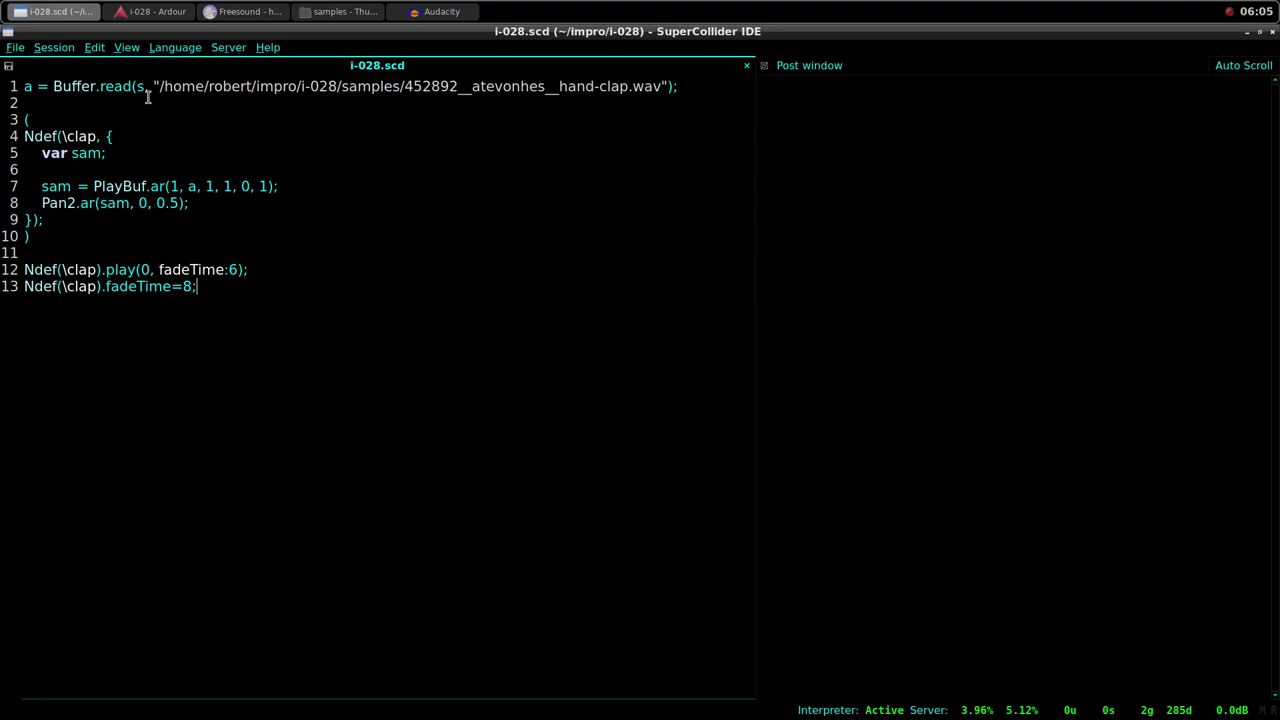 i-028.scd (~/i...
i-028 - Ardour
Freesound - h...
samples - Thu...
Audacity
06:05
i-028.scd (~/impro/i-028) - SuperCollider IDE
File Session Edit View Language Server Help
i-028.scd
Post window
Auto Scroll
1 a = Buffer.read(s, "/home/robert/impro/i-028/samples/452892__atevonhes__hand-clap.wav");
2
3 (
4 Ndef(\clap, {
5 var sam;
6
7 sam = PlayBuf.ar(1, a, 1, 1, 0, 1);
8 Pan2.ar(sam, 0, 0.5);
9 });
10 )
11
12 Ndef(\clap).play(0, fadeTime:6);
13 Ndef(\clap).fadeTime=8;
Interpreter: Active Server: 3.96% 5.12% 0u 0s 2g 285d 0.0dB M R